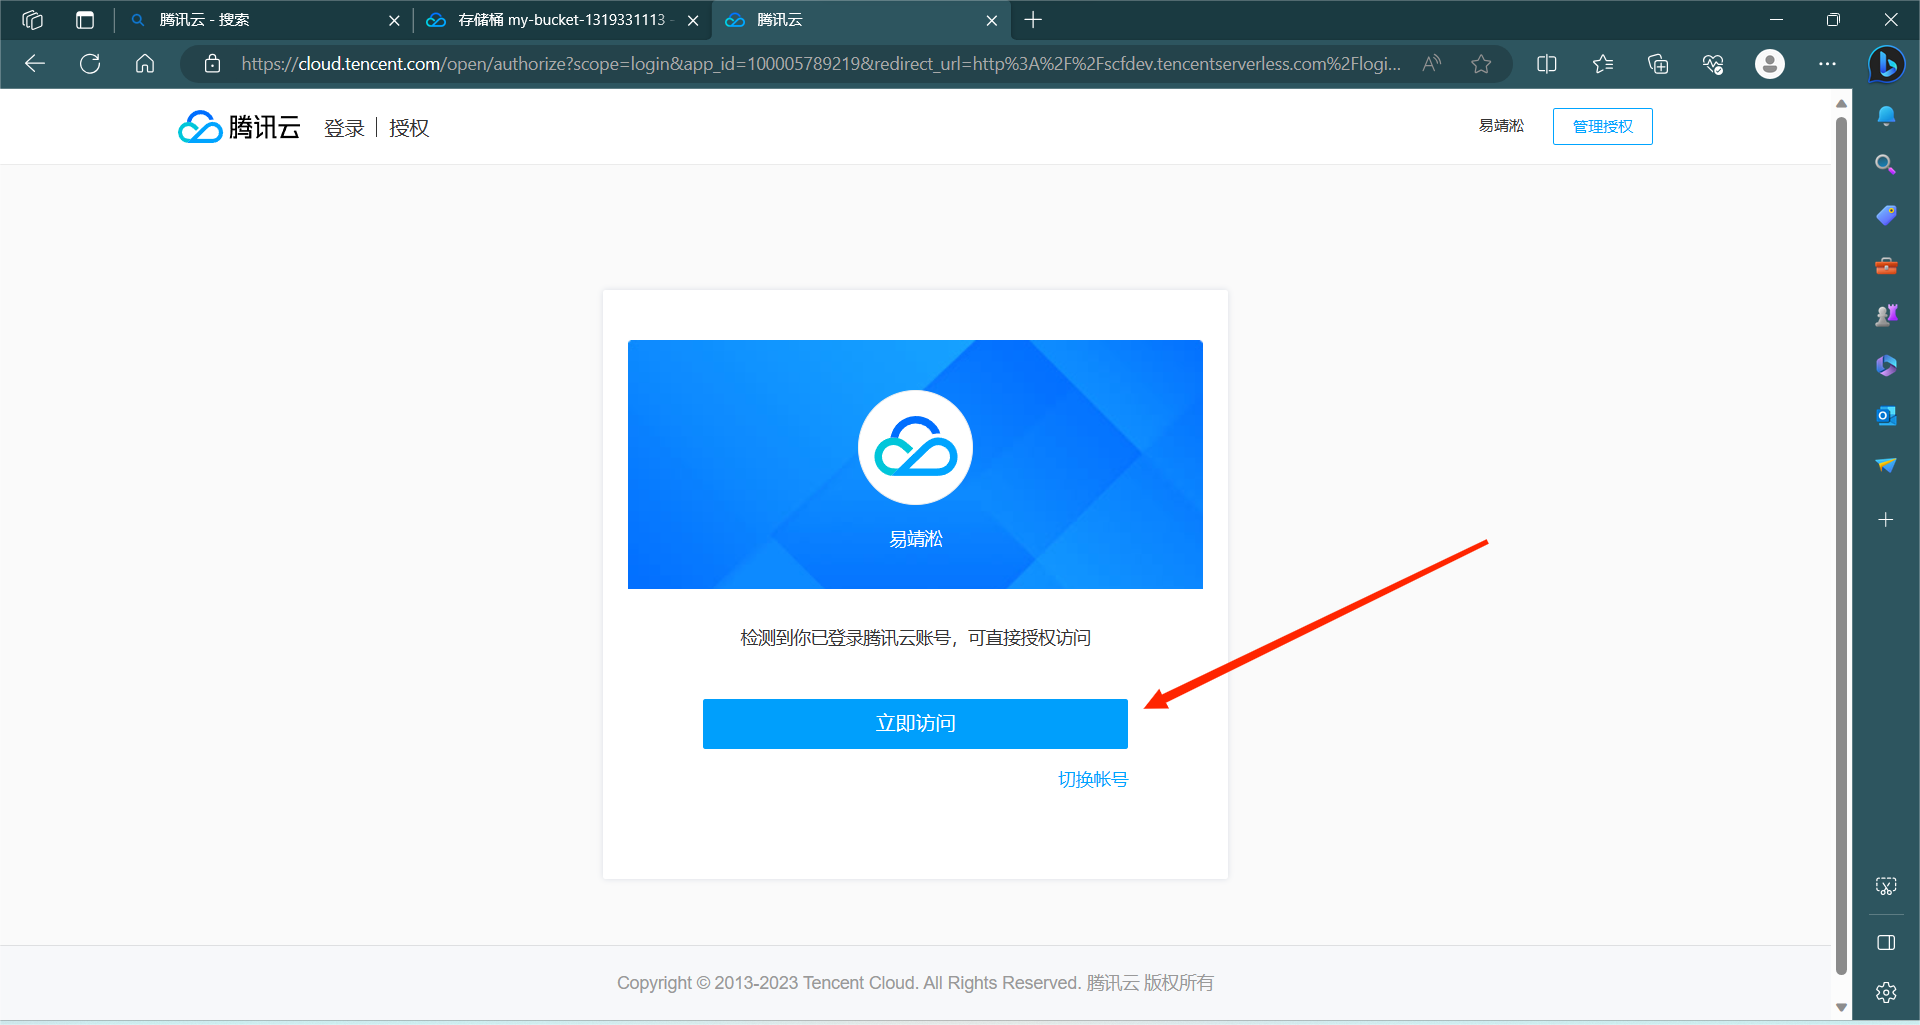 腾讯云 - 搜索
存储桶 my-bucket-1319331113 -
腾讯云
https://cloud.tencent.com/open/authorize?scope=login&app_id=100005789219&redirect_url=http%3A%2F%2Fscfdev.tencentserverless.com%2Flogi...
腾讯云 登录 | 授权
易靖淞
管理授权
易靖淞
检测到你已登录腾讯云账号，可直接授权访问
立即访问
切换帐号
Copyright © 2013-2023 Tencent Cloud. All Rights Reserved. 腾讯云 版权所有